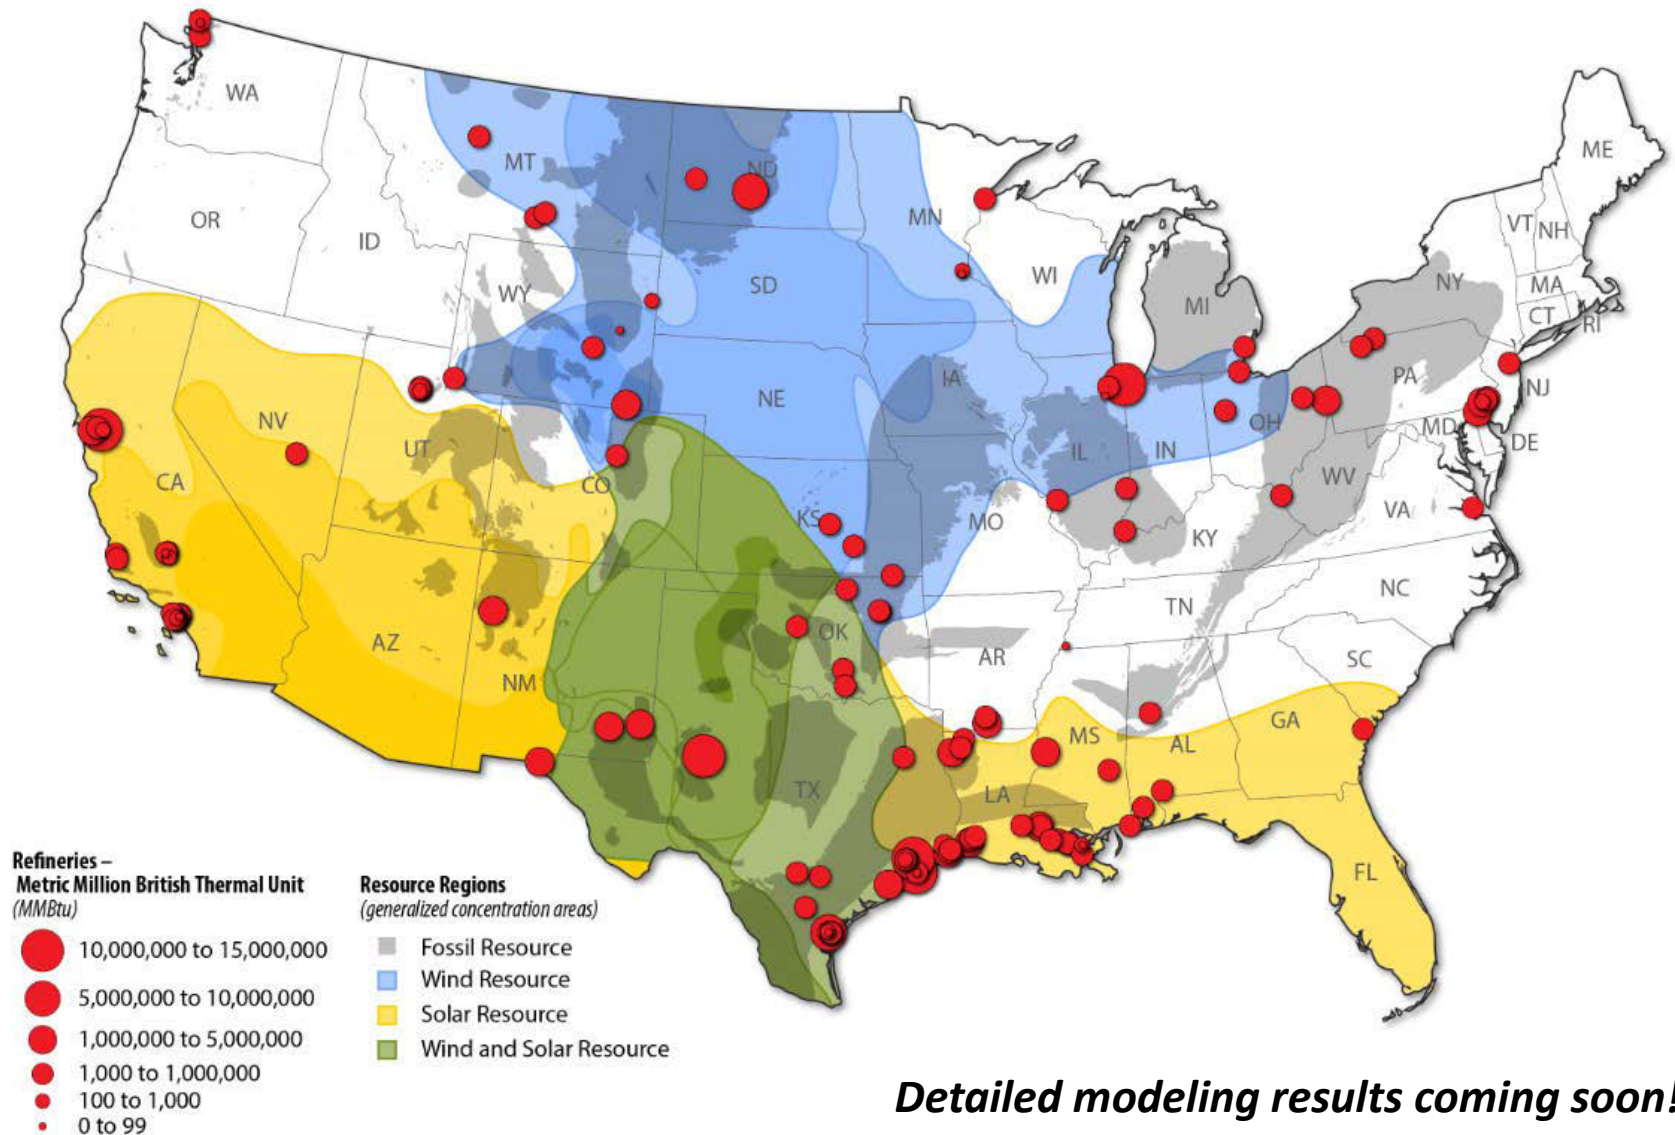 WA
ME
MT
ND
VT
NH
OR
MN
ID
WI
NY
SD
MA
WY
MI
CT
RI
IA
PA
NJ
NE
NV
OH
MD
DE
UT
IL
IN
CA
CO
WV
KS
MO
VA
KY
NC
TN
OK
AZ
AR
SC
NM
GA
MS
AL
TX
LA
FL
Refineries –
Metric Million British Thermal Unit
(MMBtu)
10,000,000 to 15,000,000
5,000,000 to 10,000,000
1,000,000 to 5,000,000
1,000 to 1,000,000
100 to 1,000
0 to 99
Resource Regions
(generalized concentration areas)
Fossil Resource
Wind Resource
Solar Resource
Wind and Solar Resource
Detailed modeling results coming soon!